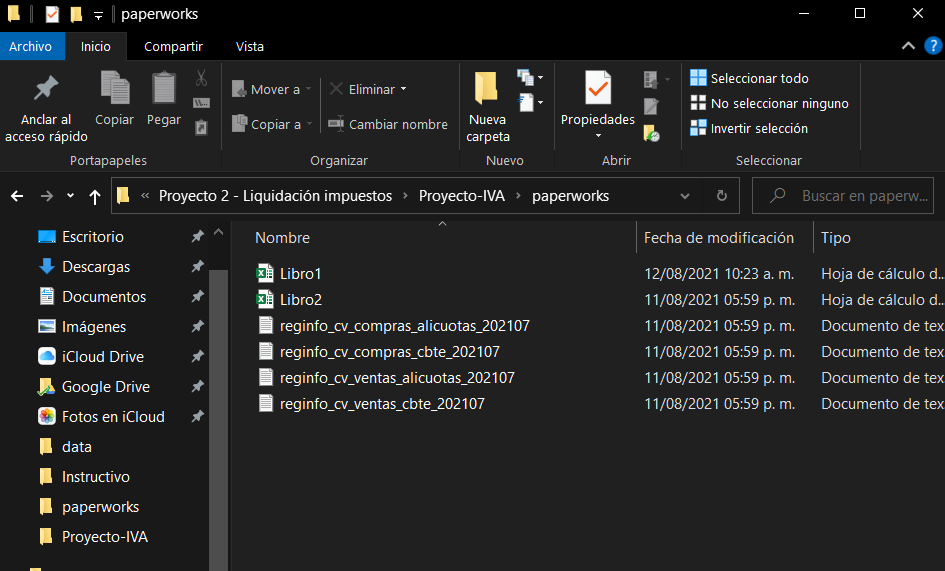 paperworks
Archivo Inicio Compartir Vista
Anclar al acceso rápido
Copiar
Pegar
Portapapeles
Mover a
Copiar a
Eliminar
Cambiar nombre
Organizar
Nueva carpeta
Nuevo
Propiedades
Abrir
Seleccionar todo
No seleccionar ninguno
Invertir selección
Seleccionar
« Proyecto 2 - Liquidación impuestos › Proyecto-IVA › paperworks
Buscar en paperw...
Escritorio
Descargas
Documentos
Imágenes
iCloud Drive
Google Drive
Fotos en iCloud
data
Instructivo
paperworks
Proyecto-IVA
Nombre Fecha de modificación Tipo
Libro1 12/08/2021 10:23 a. m. Hoja de cálculo d...
Libro2 11/08/2021 05:59 p. m. Hoja de cálculo d...
reginfo_cv_compras_alicuotas_202107 11/08/2021 05:59 p. m. Documento de tex
reginfo_cv_compras_cbte_202107 11/08/2021 05:59 p. m. Documento de tex
reginfo_cv_ventas_alicuotas_202107 11/08/2021 05:59 p. m. Documento de tex
reginfo_cv_ventas_cbte_202107 11/08/2021 05:59 p. m. Documento de tex